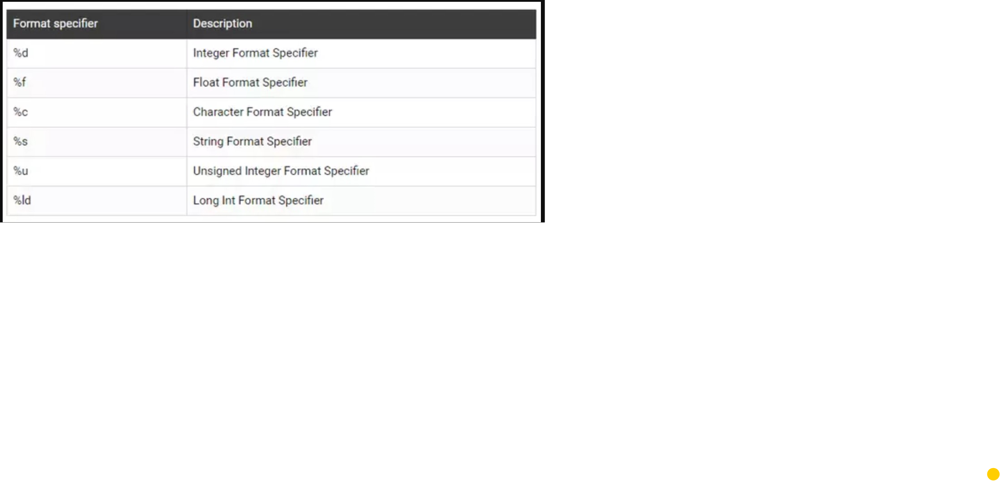 Format specifier Description
%d Integer Format Specifier
%f Float Format Specifier
%c Character Format Specifier
%s String Format Specifier
%u Unsigned Integer Format Specifier
%ld Long Int Format Specifier